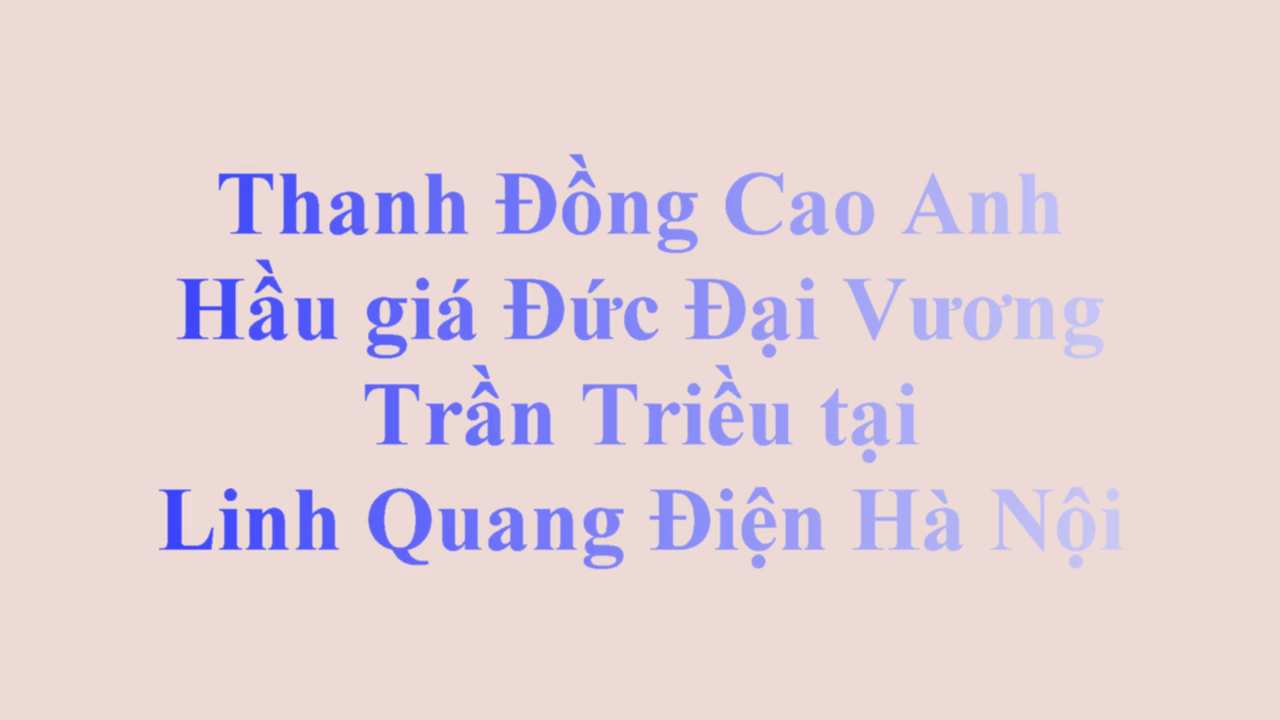 Thanh Đồng Cao Anh
Hầu giá Đức Đại Vương
Trần Triều tại
Linh Quang Điện Hà Nội